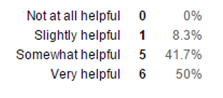 Not at all helpful 0 0%
Slightly helpful 1 8.3%
Somewhat helpful 5 41.7%
Very helpful 6 50%